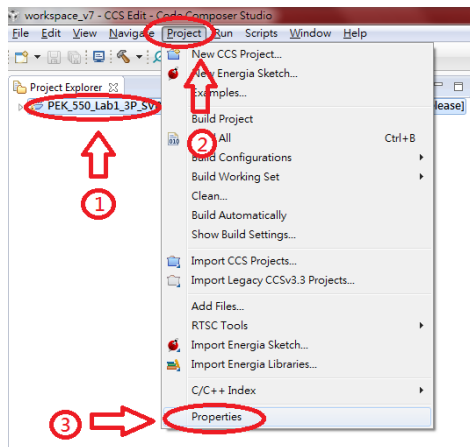 workspace_v7 - CCS Edit - Code Composer Studio
File Edit View Navigate Project Run Scripts Window Help
Project Explorer
PEK_550_Lab1_3P_SV
lease]
New CCS Project...
New Energia Sketch...
Examples...
Build Project
All Ctrl+B
Build Configurations
Build Working Set
Clean...
Build Automatically
Show Build Settings...
Import CCS Projects...
Import Legacy CCSv3.3 Projects...
Add Files...
RTSC Tools
Import Energia Sketch...
Import Energia Libraries...
C/C++ Index
Properties
1
2
3